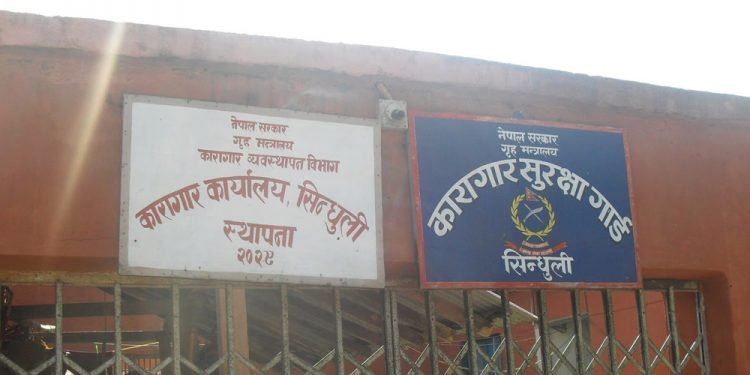 नेपाल सरकार
गृह मन्त्रालय
कारागार व्यवस्थापन विभाग
कारागार कार्यालय, सिन्धुली
स्थापना
२०२९
नेपाल सरकार
गृह मन्त्रालय
कारागार सुरक्षा गार्ड
सिन्धुली